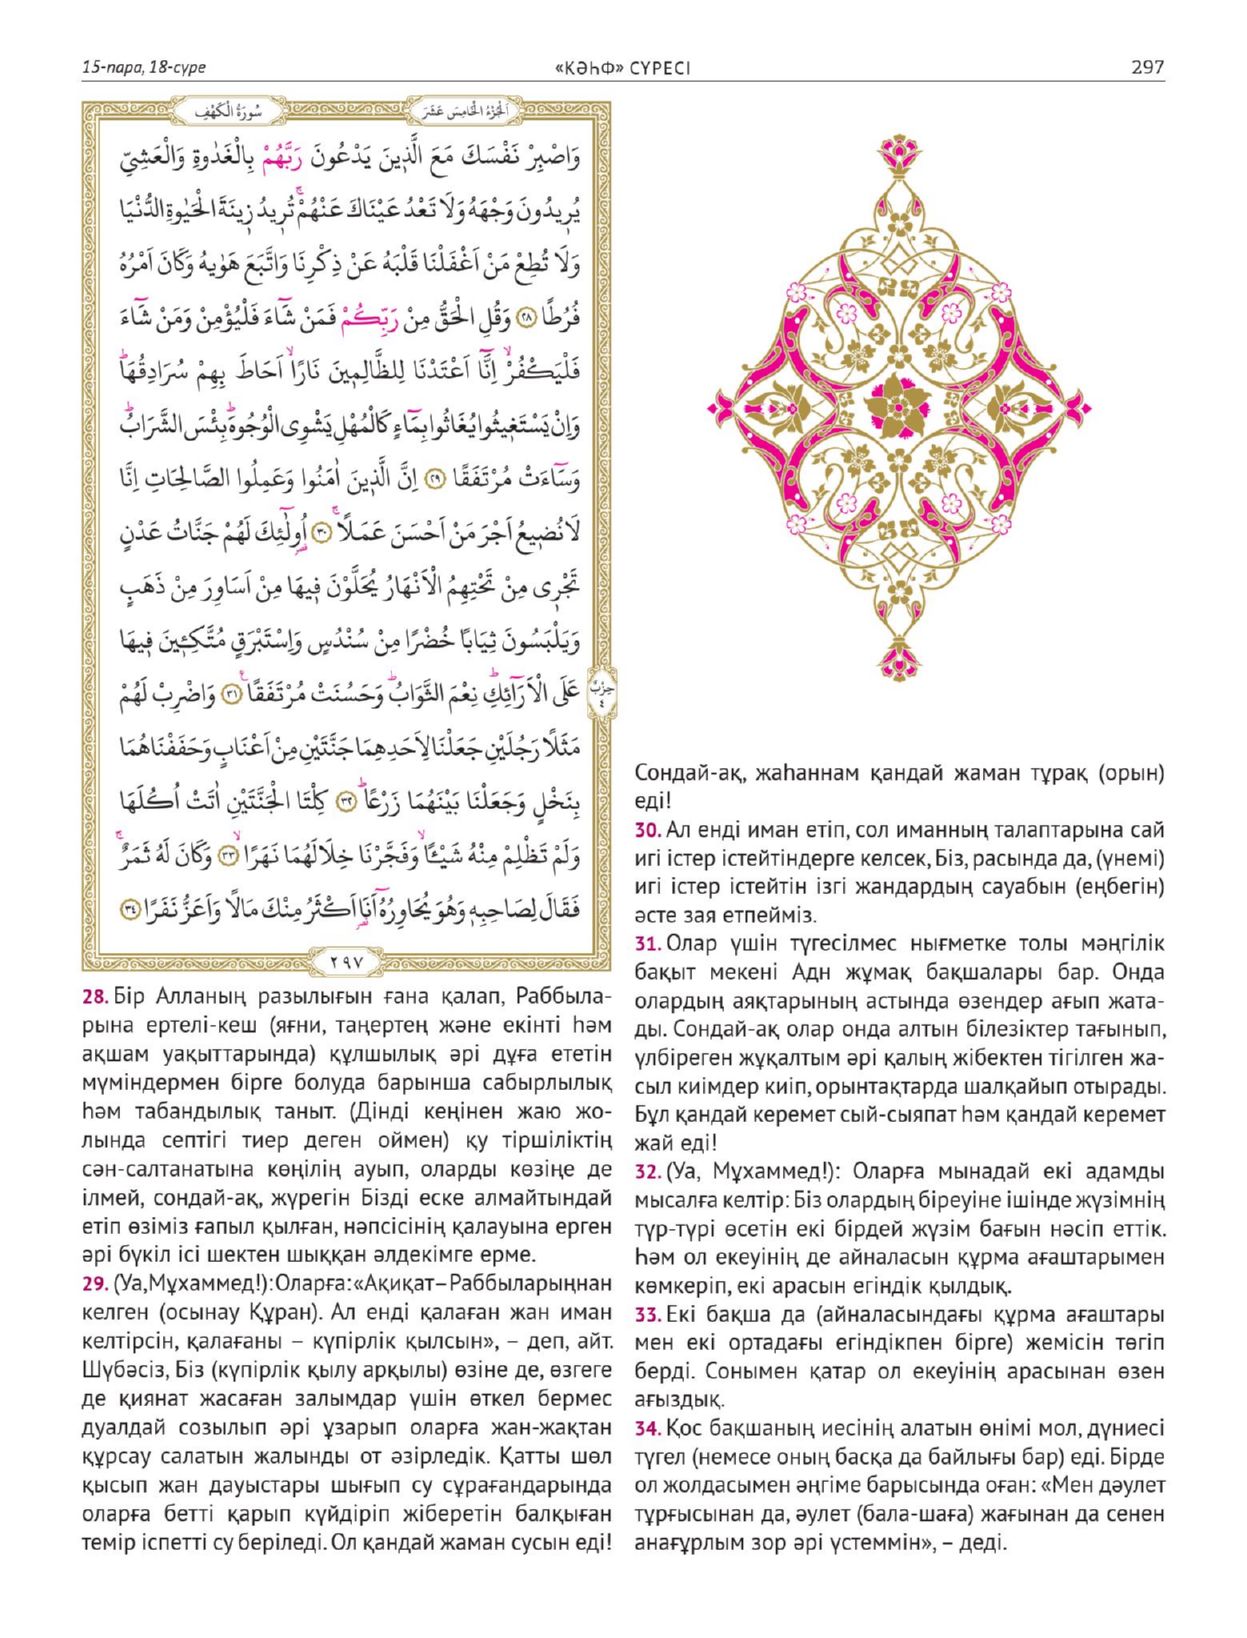 15-пара, 18-сүре
«КӘҺФ» СҮРЕСІ
297
سُورَةُ الْكَهْفِ
اَلْجُزْءُ الْخَامِسَ عَشَرَ
وَاصْبِرْ نَفْسَكَ مَعَ الَّذ۪ينَ يَدْعُونَ رَبَّهُمْ بِالْغَدٰوةِ وَالْعَشِيِّ
يُر۪يدُونَ وَجْهَهُ وَلَا تَعْدُ عَيْنَاكَ عَنْهُمْۚ تُر۪يدُ ز۪ينَةَ الْحَيٰوةِ الدُّنْيَا
وَلَا تُطِعْ مَنْ اَغْفَلْنَا قَلْبَهُ عَنْ ذِكْرِنَا وَاتَّبَعَ هَوٰيهُ وَكَانَ اَمْرُهُ
فُرُطًا ﴿٢٨﴾ وَقُلِ الْحَقُّ مِنْ رَبِّكُمْ فَمَنْ شَٓاءَ فَلْيُؤْمِنْ وَمَنْ شَٓاءَ
فَلْيَكْفُرْۙ اِنَّٓا اَعْتَدْنَا لِلظَّالِم۪ينَ نَارًاۙ اَحَاطَ بِهِمْ سُرَادِقُهَاۜ
وَاِنْ يَسْتَغ۪يثُوا يُغَاثُوا بِمَٓاءٍ كَالْمُهْلِ يَشْوِي الْوُجُوهَۜ بِئْسَ الشَّرَابُۜ
وَسَٓاءَتْ مُرْتَفَقًا ﴿٢٩﴾ اِنَّ الَّذ۪ينَ اٰمَنُوا وَعَمِلُوا الصَّالِحَاتِ اِنَّا
لَا نُض۪يعُ اَجْرَ مَنْ اَحْسَنَ عَمَلًاۚ ﴿٣٠﴾ اُو۬لٰٓئِكَ لَهُمْ جَنَّاتُ عَدْنٍ
تَجْر۪ي مِنْ تَحْتِهِمُ الْاَنْهَارُ يُحَلَّوْنَ ف۪يهَا مِنْ اَسَاوِرَ مِنْ ذَهَبٍ
وَيَلْبَسُونَ ثِيَابًا خُضْرًا مِنْ سُنْدُسٍ وَاِسْتَبْرَقٍ مُتَّكِـ۪ٔينَ ف۪يهَا
عَلَى الْاَرَٓائِكِۜ نِعْمَ الثَّوَابُۜ وَحَسُنَتْ مُرْتَفَقًا۟ ﴿٣١﴾ وَاضْرِبْ لَهُمْ
حِزْبٌ
٤
مَثَلًا رَجُلَيْنِ جَعَلْنَا لِاَحَدِهِمَا جَنَّتَيْنِ مِنْ اَعْنَابٍ وَحَفَفْنَاهُمَا
بِنَخْلٍ وَجَعَلْنَا بَيْنَهُمَا زَرْعًاۜ ﴿٣٢﴾ كِلْتَا الْجَنَّتَيْنِ اٰتَتْ اُكُلَهَا
وَلَمْ تَظْلِمْ مِنْهُ شَيْـًٔاۙ وَفَجَّرْنَا خِلَالَهُمَا نَهَرًاۙ ﴿٣٣﴾ وَكَانَ لَهُ ثَمَرٌۚ
فَقَالَ لِصَاحِبِه۪ وَهُوَ يُحَاوِرُهُٓ اَنَا۬ اَكْثَرُ مِنْكَ مَالًا وَاَعَزُّ نَفَرًا ﴿٣٤﴾
٢٩٧
28. Бір Алланың разылығын ғана қалап, Раббыла-
рына ертелі-кеш (яғни, таңертең және екінті һәм
ақшам уақыттарында) құлшылық әрі дұға ететін
мүміндермен бірге болуда барынша сабырлылық
һәм табандылық таныт. (Дінді кеңінен жаю жо-
лында септігі тиер деген оймен) қу тіршіліктің
сән-салтанатына көңілің ауып, оларды көзіңе де
ілмей, сондай-ақ, жүрегін Бізді еске алмайтындай
етіп өзіміз ғапыл қылған, нәпсісінің қалауына ерген
әрі бүкіл ісі шектен шыққан әлдекімге ерме.
29. (Уа, Мұхаммед!): Оларға: «Ақиқат – Раббыларыңнан
келген (осынау Құран). Ал енді қалаған жан иман
келтірсін, қалағаны – күпірлік қылсын», – деп, айт.
Шүбәсіз, Біз (күпірлік қылу арқылы) өзіне де, өзгеге
де қиянат жасаған залымдар үшін өткел бермес
дуалдай созылып әрі ұзарып оларға жан-жақтан
құрсау салатын жалынды от әзірледік. Қатты шөл
қысып жан дауыстары шығып су сұрағандарында
оларға бетті қарып күйдіріп жіберетін балқыған
темір іспетті су беріледі. Ол қандай жаман сусын еді!
Сондай-ақ, жаһаннам қандай жаман тұрақ (орын)
еді!
30. Ал енді иман етіп, сол иманның талаптарына сай
игі істер істейтіндерге келсек, Біз, расында да, (үнемі)
игі істер істейтін ізгі жандардың сауабын (еңбегін)
әсте зая етпейміз.
31. Олар үшін түгесілмес нығметке толы мәңгілік
бақыт мекені Адн жұмақ бақшалары бар. Онда
олардың аяқтарының астында өзендер ағып жата-
ды. Сондай-ақ олар онда алтын білезіктер тағынып,
үлбіреген жұқалтым әрі қалың жібектен тігілген жа-
сыл киімдер киіп, орынтақтарда шалқайып отырады.
Бұл қандай керемет сый-сыяпат һәм қандай керемет
жай еді!
32. (Уа, Мұхаммед!): Оларға мынадай екі адамды
мысалға келтір: Біз олардың біреуіне ішінде жүзімнің
түр-түрі өсетін екі бірдей жүзім бағын нәсіп еттік.
Һәм ол екеуінің де айналасын құрма ағаштарымен
көмкеріп, екі арасын егіндік қылдық.
33. Екі бақша да (айналасындағы құрма ағаштары
мен екі ортадағы егіндікпен бірге) жемісін төгіп
берді. Сонымен қатар ол екеуінің арасынан өзен
ағыздық.
34. Қос бақшаның иесінің алатын өнімі мол, дүниесі
түгел (немесе оның басқа да байлығы бар) еді. Бірде
ол жолдасымен әңгіме барысында оған: «Мен дәулет
тұрғысынан да, әулет (бала-шаға) жағынан да сенен
анағұрлым зор әрі үстеммін», – деді.